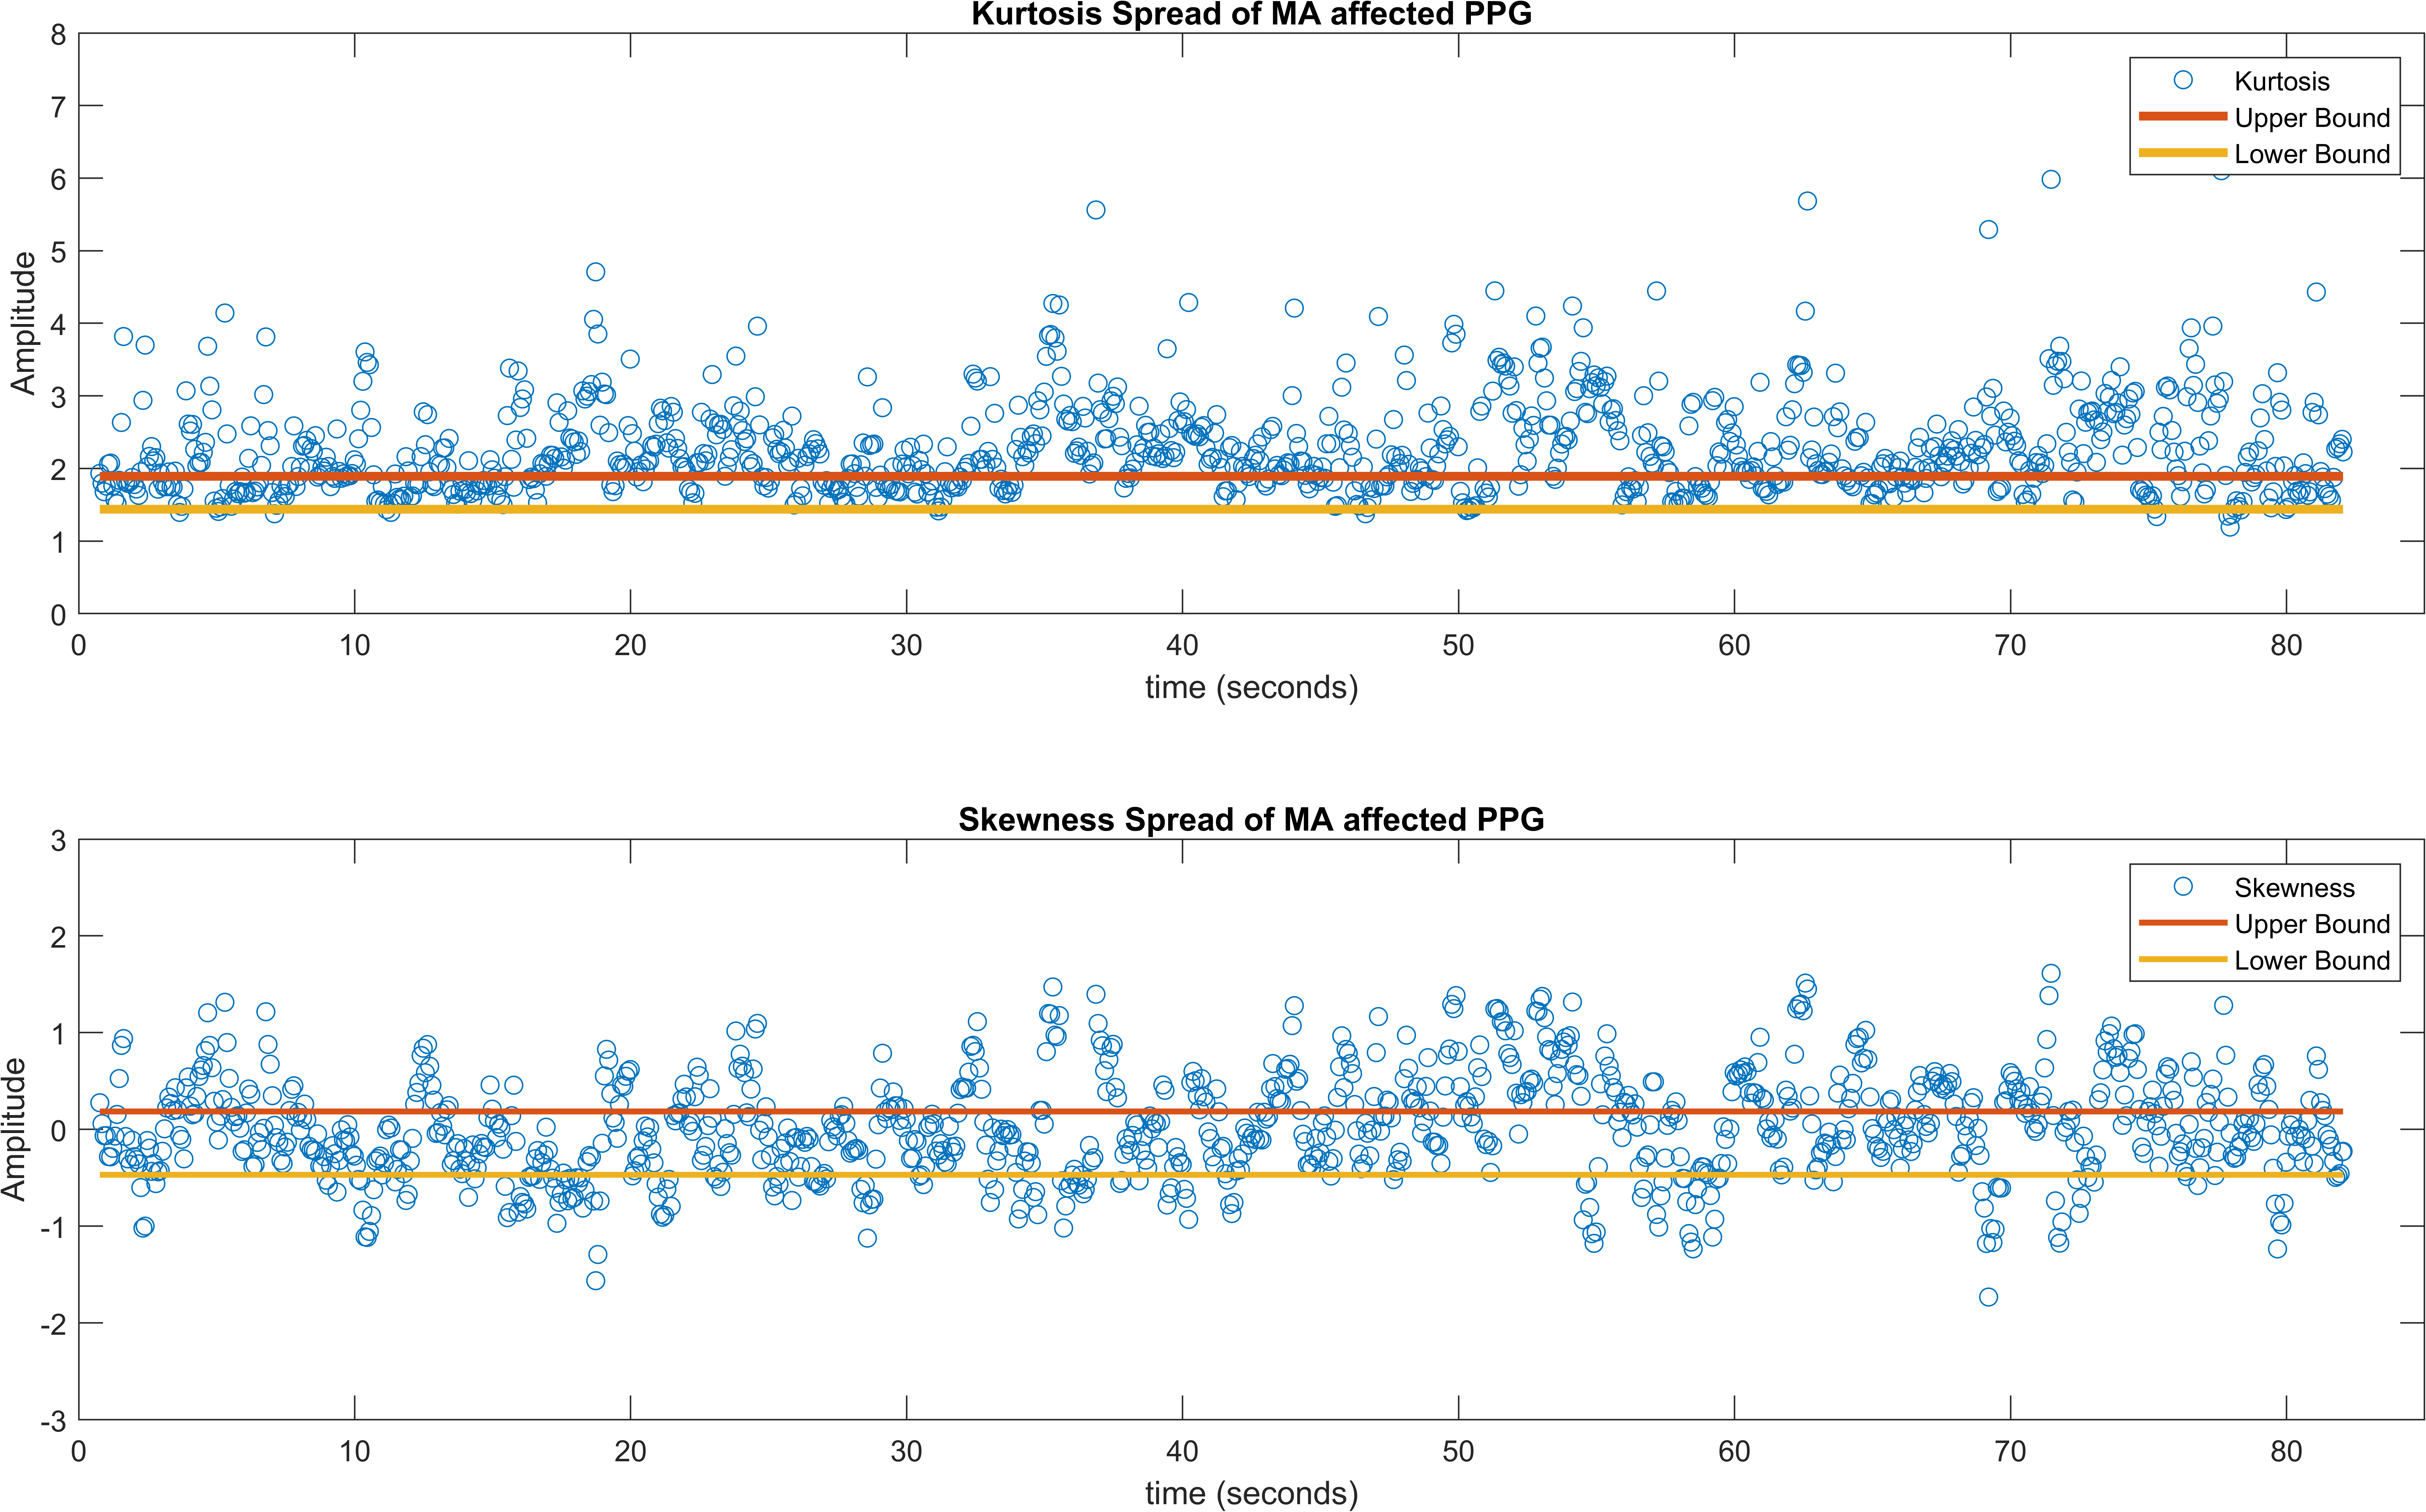 Kurtosis Spread of MA affected PPG
8
7
6
5
4
3
2
1
0
Amplitude
Kurtosis
Upper Bound
Lower Bound
0 10 20 30 40 50 60 70 80
time (seconds)
Skewness Spread of MA affected PPG
3
2
1
0
-1
-2
-3
Amplitude
Skewness
Upper Bound
Lower Bound
0 10 20 30 40 50 60 70 80
time (seconds)